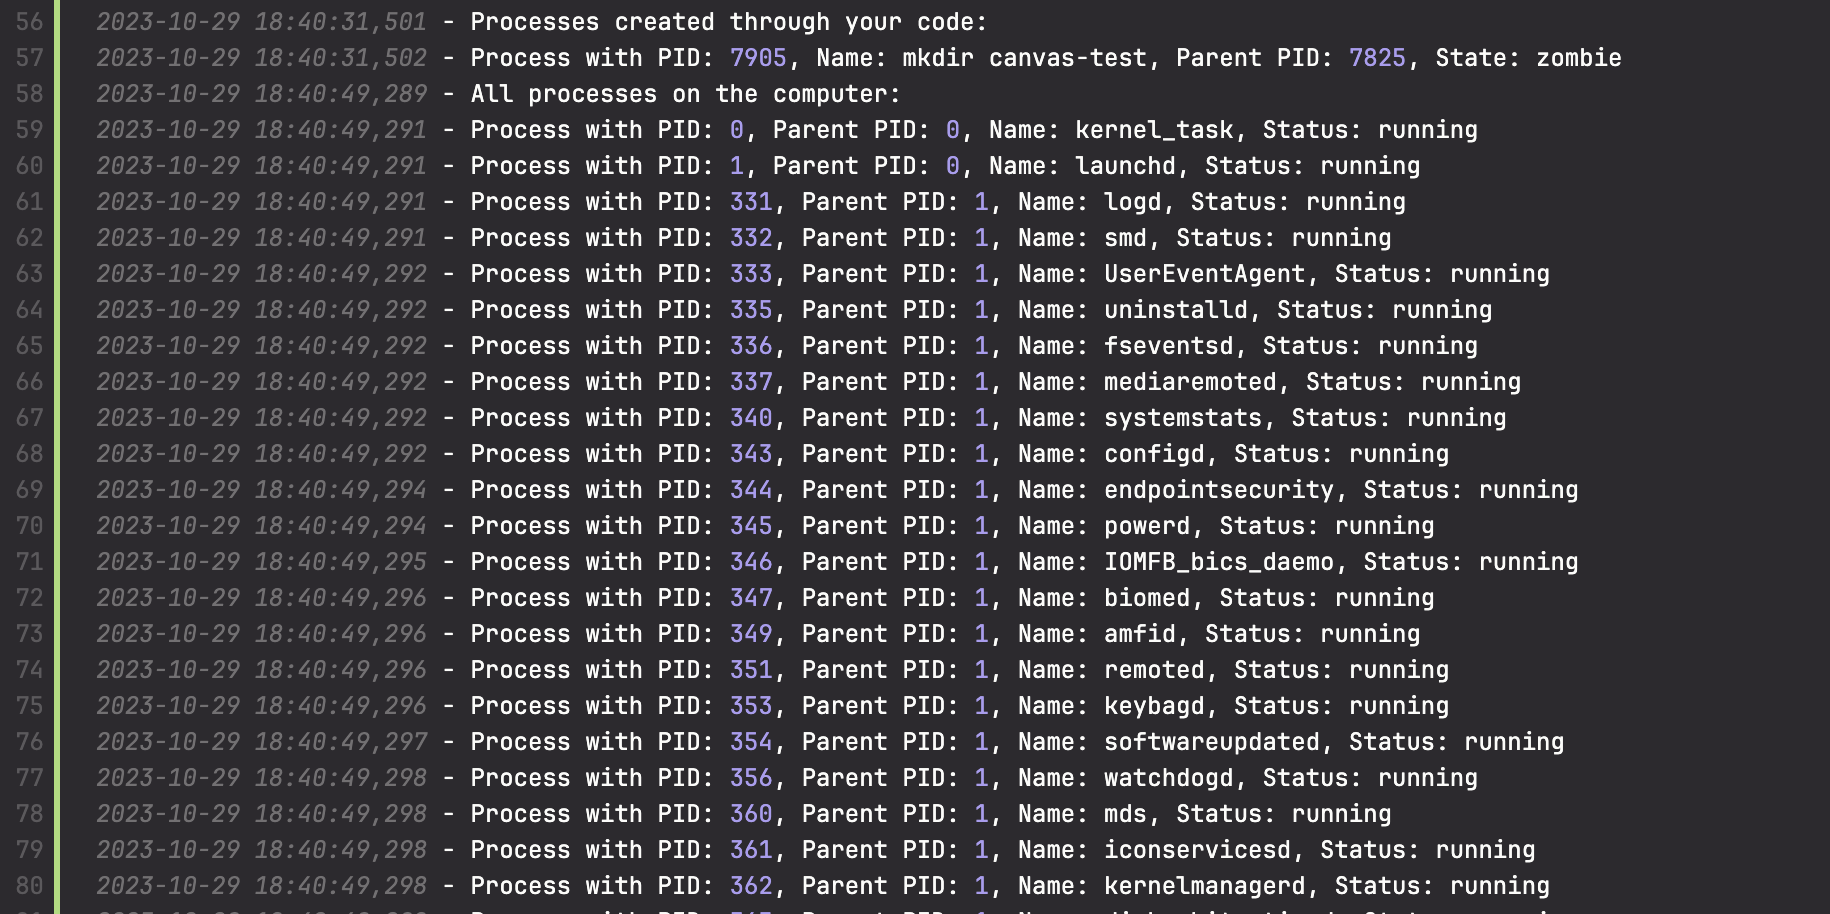 56 2023-10-29 18:40:31,501 - Processes created through your code:
57 2023-10-29 18:40:31,502 - Process with PID: 7905, Name: mkdir canvas-test, Parent PID: 7825, State: zombie
58 2023-10-29 18:40:49,289 - All processes on the computer:
59 2023-10-29 18:40:49,291 - Process with PID: 0, Parent PID: 0, Name: kernel_task, Status: running
60 2023-10-29 18:40:49,291 - Process with PID: 1, Parent PID: 0, Name: launchd, Status: running
61 2023-10-29 18:40:49,291 - Process with PID: 331, Parent PID: 1, Name: logd, Status: running
62 2023-10-29 18:40:49,291 - Process with PID: 332, Parent PID: 1, Name: smd, Status: running
63 2023-10-29 18:40:49,292 - Process with PID: 333, Parent PID: 1, Name: UserEventAgent, Status: running
64 2023-10-29 18:40:49,292 - Process with PID: 335, Parent PID: 1, Name: uninstalld, Status: running
65 2023-10-29 18:40:49,292 - Process with PID: 336, Parent PID: 1, Name: fseventsd, Status: running
66 2023-10-29 18:40:49,292 - Process with PID: 337, Parent PID: 1, Name: mediaremoted, Status: running
67 2023-10-29 18:40:49,292 - Process with PID: 340, Parent PID: 1, Name: systemstats, Status: running
68 2023-10-29 18:40:49,292 - Process with PID: 343, Parent PID: 1, Name: configd, Status: running
69 2023-10-29 18:40:49,294 - Process with PID: 344, Parent PID: 1, Name: endpointsecurity, Status: running
70 2023-10-29 18:40:49,294 - Process with PID: 345, Parent PID: 1, Name: powerd, Status: running
71 2023-10-29 18:40:49,295 - Process with PID: 346, Parent PID: 1, Name: IOMFB_bics_daemo, Status: running
72 2023-10-29 18:40:49,296 - Process with PID: 347, Parent PID: 1, Name: biomed, Status: running
73 2023-10-29 18:40:49,296 - Process with PID: 349, Parent PID: 1, Name: amfid, Status: running
74 2023-10-29 18:40:49,296 - Process with PID: 351, Parent PID: 1, Name: remoted, Status: running
75 2023-10-29 18:40:49,296 - Process with PID: 353, Parent PID: 1, Name: keybagd, Status: running
76 2023-10-29 18:40:49,297 - Process with PID: 354, Parent PID: 1, Name: softwareupdated, Status: running
77 2023-10-29 18:40:49,298 - Process with PID: 356, Parent PID: 1, Name: watchdogd, Status: running
78 2023-10-29 18:40:49,298 - Process with PID: 360, Parent PID: 1, Name: mds, Status: running
79 2023-10-29 18:40:49,298 - Process with PID: 361, Parent PID: 1, Name: iconservicesd, Status: running
80 2023-10-29 18:40:49,298 - Process with PID: 362, Parent PID: 1, Name: kernelmanagerd, Status: running